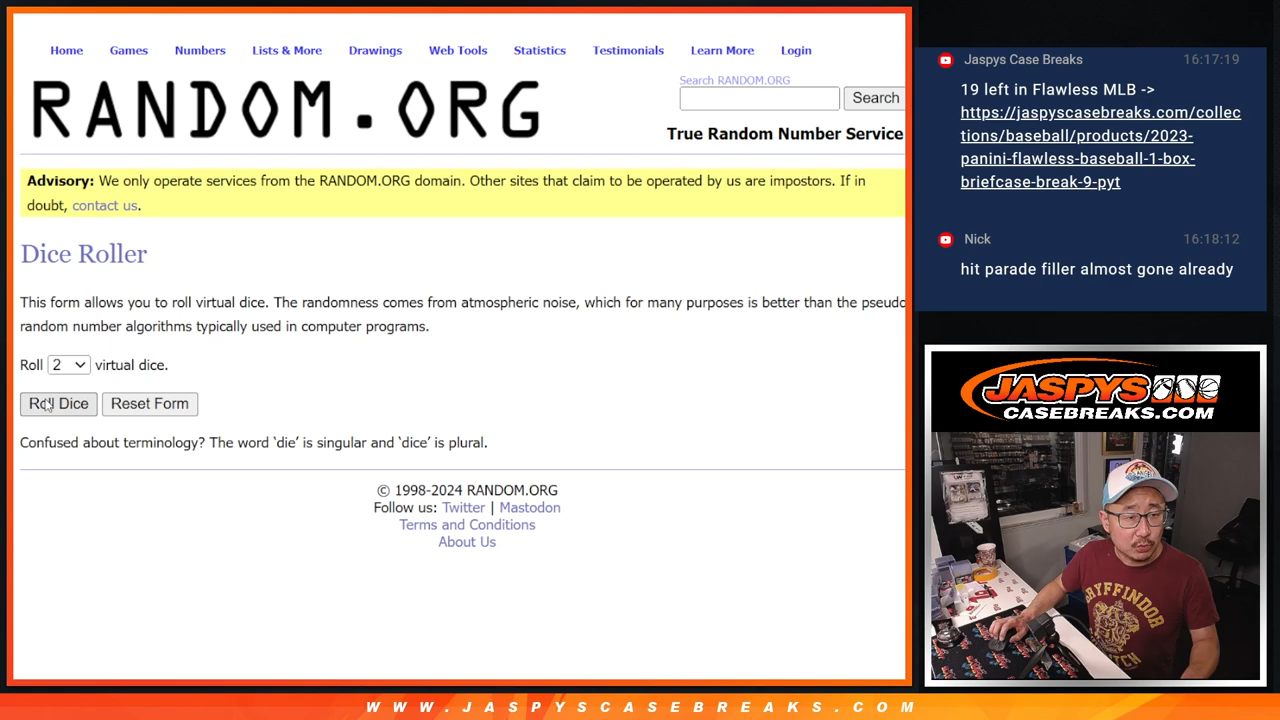 Home Games Numbers Lists & More Drawings Web Tools Statistics Testimonials Learn More Login
RANDOM.ORG
Search RANDOM.ORG
Search
True Random Number Service
Advisory: We only operate services from the RANDOM.ORG domain. Other sites that claim to be operated by us are impostors. If in
doubt, contact us.
Dice Roller
This form allows you to roll virtual dice. The randomness comes from atmospheric noise, which for many purposes is better than the pseudo
random number algorithms typically used in computer programs.
Roll 2 virtual dice.
Roll Dice Reset Form
Confused about terminology? The word ‘die’ is singular and ‘dice’ is plural.
© 1998-2024 RANDOM.ORG
Follow us: Twitter | Mastodon
Terms and Conditions
About Us
Jaspys Case Breaks 16:17:19
19 left in Flawless MLB ->
https://jaspyscasebreaks.com/collec
tions/baseball/products/2023-
panini-flawless-baseball-1-box-
briefcase-break-9-pyt
Nick 16:18:12
hit parade filler almost gone already
JASPYS
CASEBREAKS.COM
GRYFFINDOR
WWW.JASPYSCASEBREAKS.COM